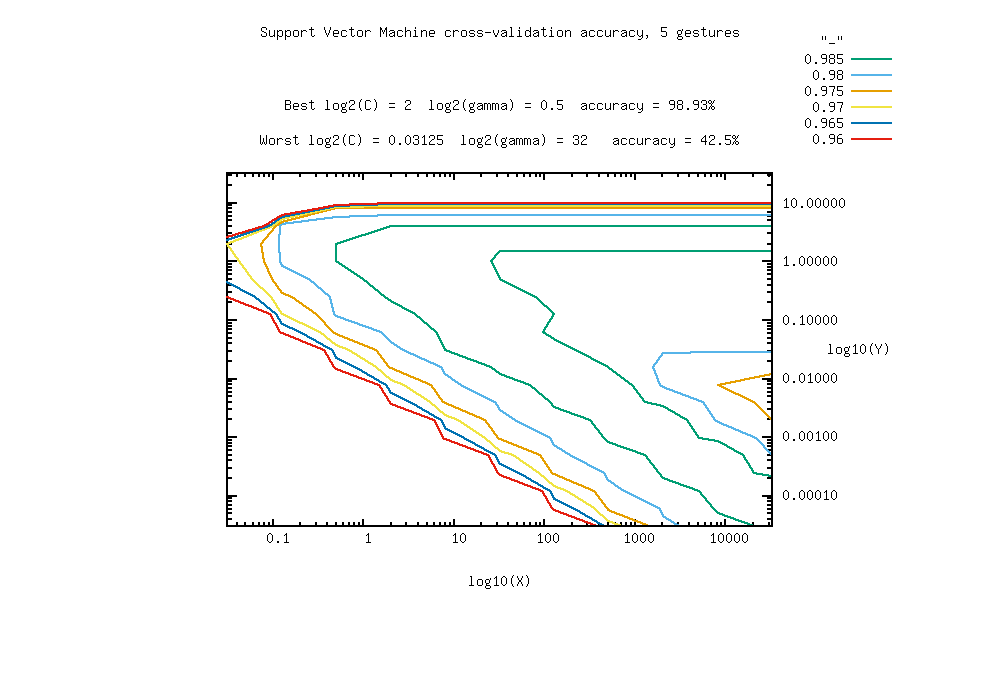 Support Vector Machine cross-validation accuracy, 5 gestures
"_"
0.985
0.98
0.975
0.97
0.965
0.96
Best log2(C) = 2  log2(gamma) = 0.5  accuracy = 98.93%
Worst log2(C) = 0.03125  log2(gamma) = 32   accuracy = 42.5%
10.00000
1.00000
0.10000
log10(Y)
0.01000
0.00100
0.00010
0.1 1 10 100 1000 10000
log10(X)